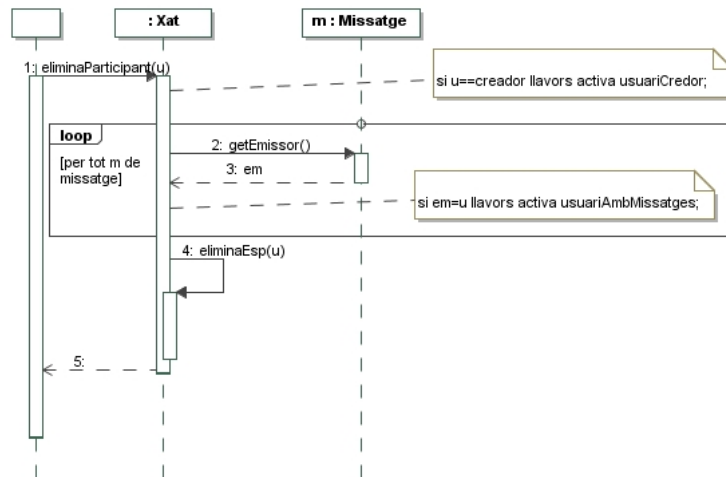 : Xat
m : Missatge
1: eliminaParticipant(u)
si u==creador llavors activa usuariCredor;
loop
[per tot m de
missatge]
2: getEmissor()
3: em
si em=u llavors activa usuariAmbMissatges;
4: eliminaEsp(u)
5: